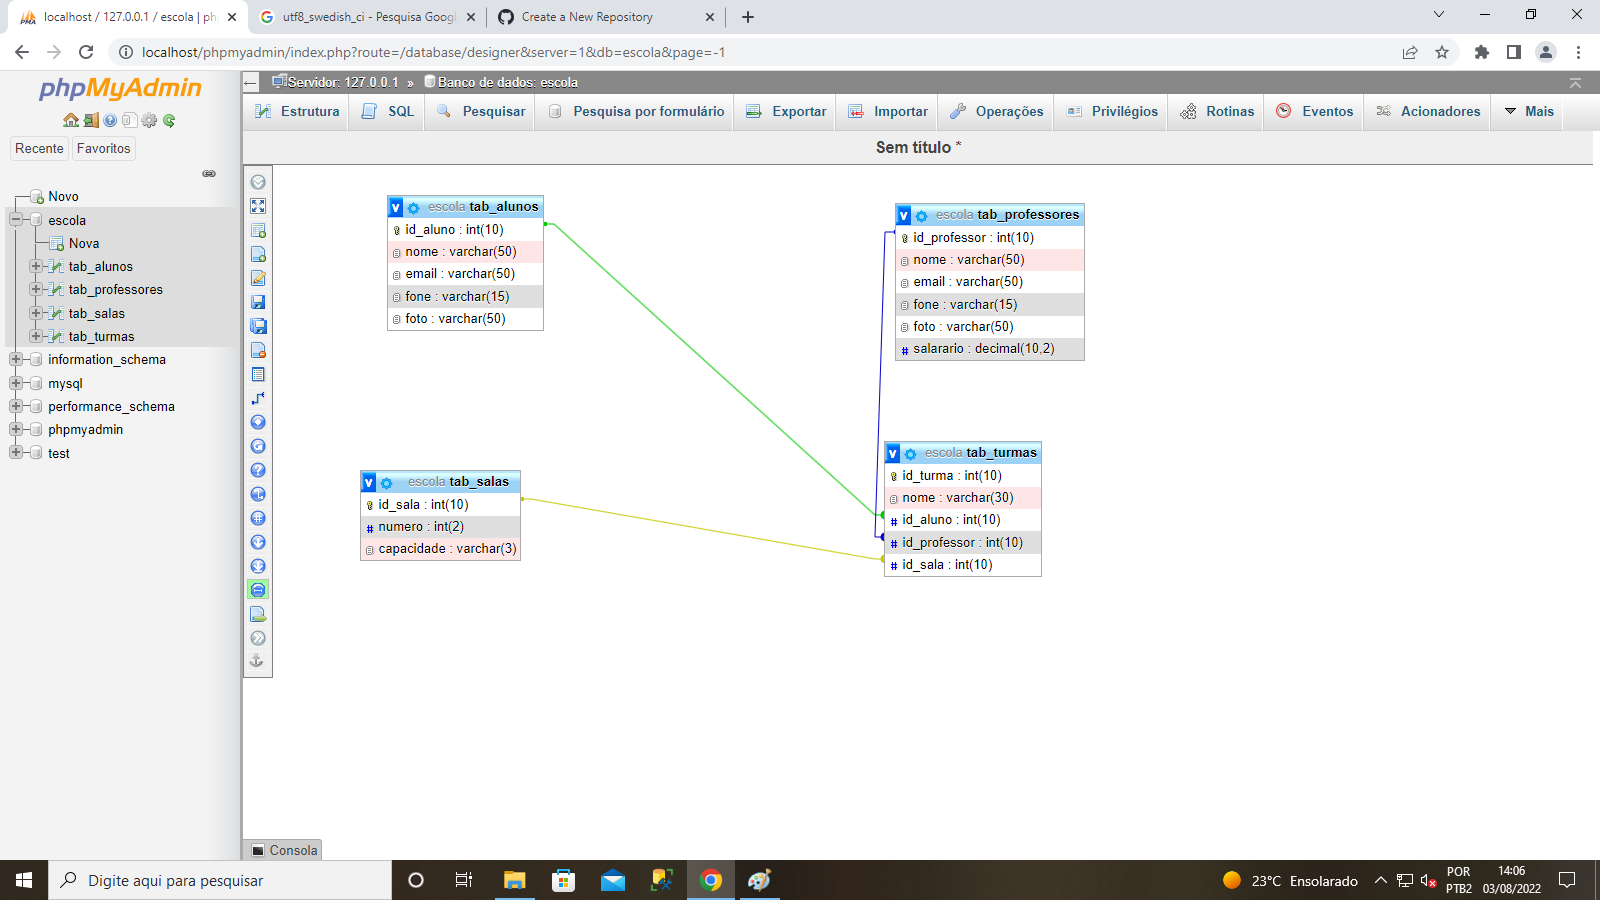 localhost / 127.0.0.1 / escola | ph
utf8_swedish_ci - Pesquisa Goog
Create a New Repository
localhost/phpmyadmin/index.php?route=/database/designer&server=1&db=escola&page=-1
phpMyAdmin
Recente
Favoritos
Novo
escola
Nova
tab_alunos
tab_professores
tab_salas
tab_turmas
information_schema
mysql
performance_schema
phpmyadmin
test
Servidor: 127.0.0.1 » Banco de dados: escola
Estrutura
SQL
Pesquisar
Pesquisa por formulário
Exportar
Importar
Operações
Privilégios
Rotinas
Eventos
Acionadores
Mais
Sem título *
v escola tab_alunos
id_aluno : int(10)
nome : varchar(50)
email : varchar(50)
fone : varchar(15)
foto : varchar(50)
v escola tab_professores
id_professor : int(10)
nome : varchar(50)
email : varchar(50)
fone : varchar(15)
foto : varchar(50)
# salarario : decimal(10,2)
v escola tab_salas
id_sala : int(10)
# numero : int(2)
capacidade : varchar(3)
v escola tab_turmas
id_turma : int(10)
nome : varchar(30)
# id_aluno : int(10)
# id_professor : int(10)
# id_sala : int(10)
Consola
Digite aqui para pesquisar
23°C Ensolarado
POR
PTB2
14:06
03/08/2022